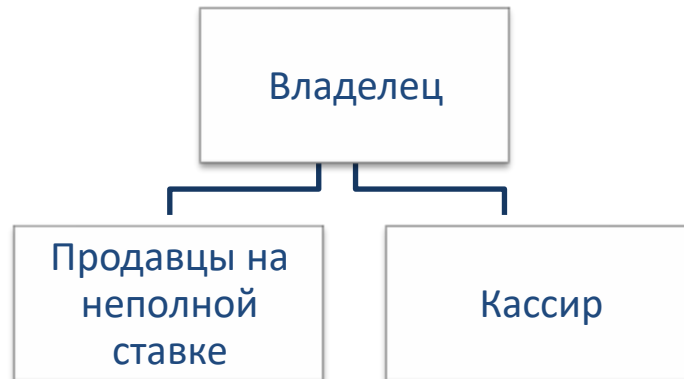 Владелец
Продавцы на
неполной
ставке
Кассир